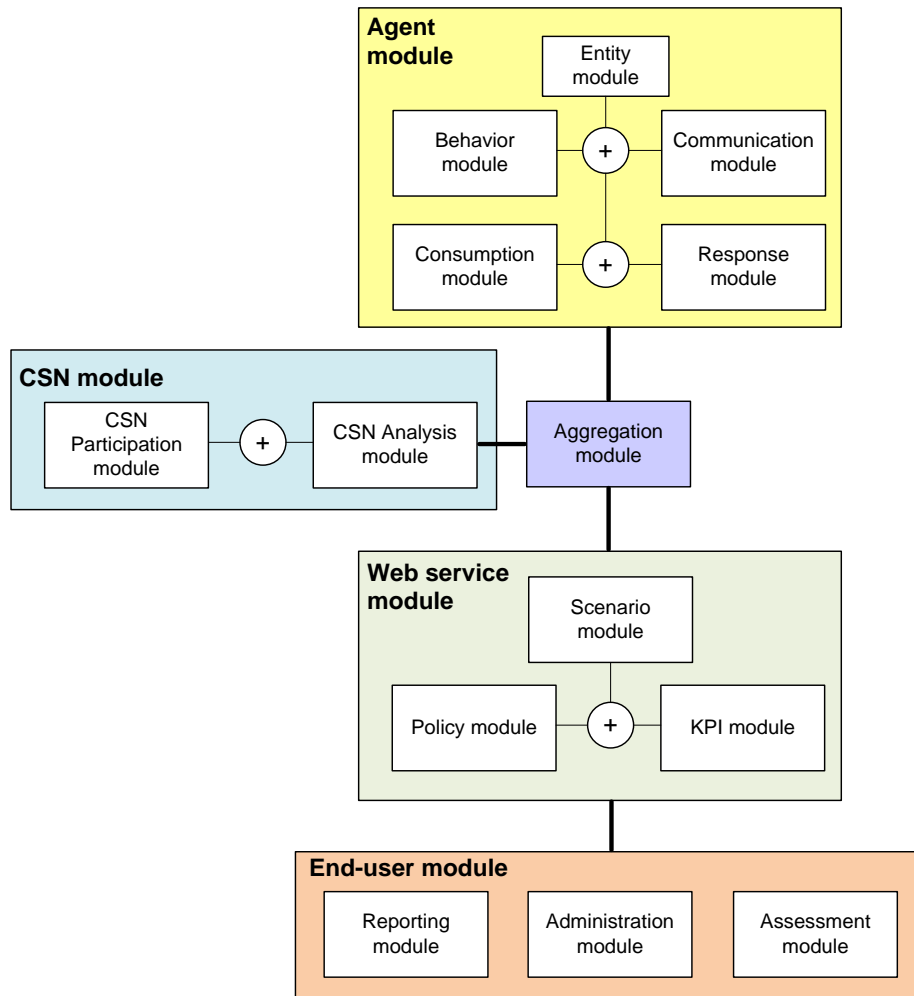 Agent
module
Entity
module
+
Behavior
module
Communication
module
+
Consumption
module
Response
module
CSN module
CSN
Participation
module
+
CSN Analysis
module
Aggregation
module
Web service
module
Scenario
module
Policy module
+
KPI module
End-user module
Reporting
module
Administration
module
Assessment
module